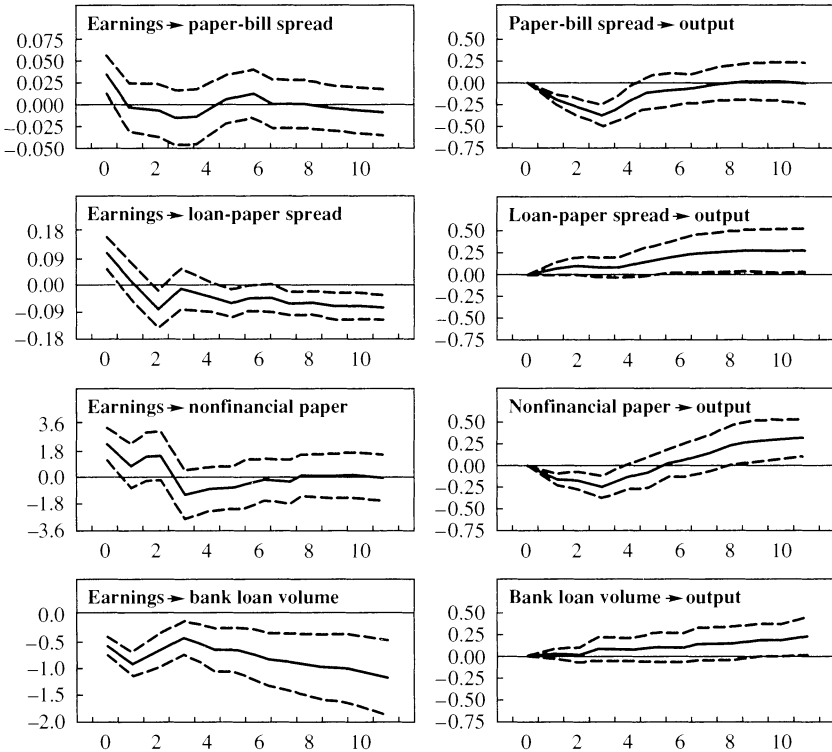 Earnings → paper-bill spread
0.075
0.050
0.025
0.000
−0.025
−0.050
0 2 4 6 8 10
Paper-bill spread → output
0.50
0.25
0.00
−0.25
−0.50
−0.75
0 2 4 6 8 10
Earnings → loan-paper spread
0.18
0.09
0.00
−0.09
−0.18
0 2 4 6 8 10
Loan-paper spread → output
0.50
0.25
0.00
−0.25
−0.50
−0.75
0 2 4 6 8 10
Earnings → nonfinancial paper
3.6
1.8
0.0
−1.8
−3.6
0 2 4 6 8 10
Nonfinancial paper → output
0.50
0.25
0.00
−0.25
−0.50
−0.75
0 2 4 6 8 10
Earnings → bank loan volume
0.0
−0.5
−1.0
−1.5
−2.0
0 2 4 6 8 10
Bank loan volume → output
0.50
0.25
0.00
−0.25
−0.50
−0.75
0 2 4 6 8 10